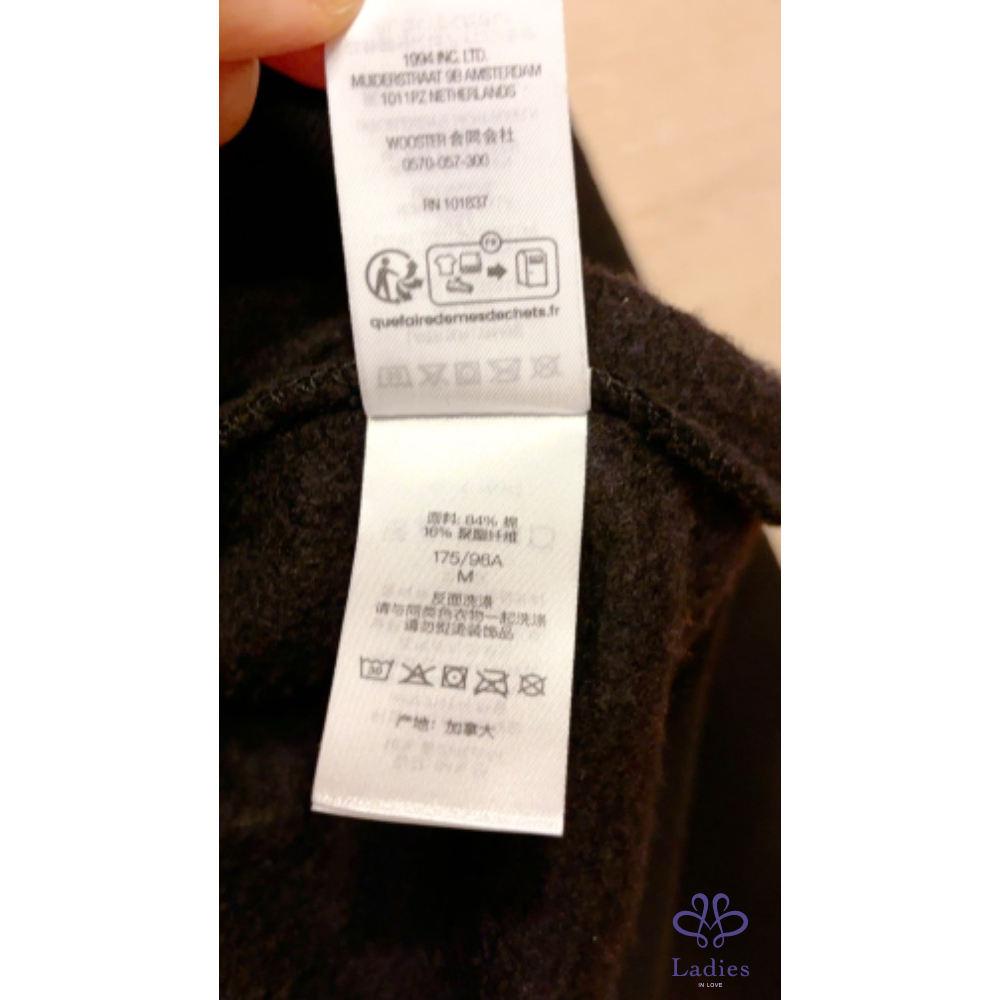 1994 INC. LTD.
MUIDERSTRAAT 9B AMSTERDAM
1011PZ NETHERLANDS
WOOSTER 合同会社
0570-057-300
RN 101837
FR
quefairedemesdechets.fr
面料: 84% 棉
16% 聚酯纤维
175/96A
M
反面洗涤
请与同颜色衣物一起洗涤
请勿熨烫装饰品
30
产地: 加拿大
Ladies
IN LOVE